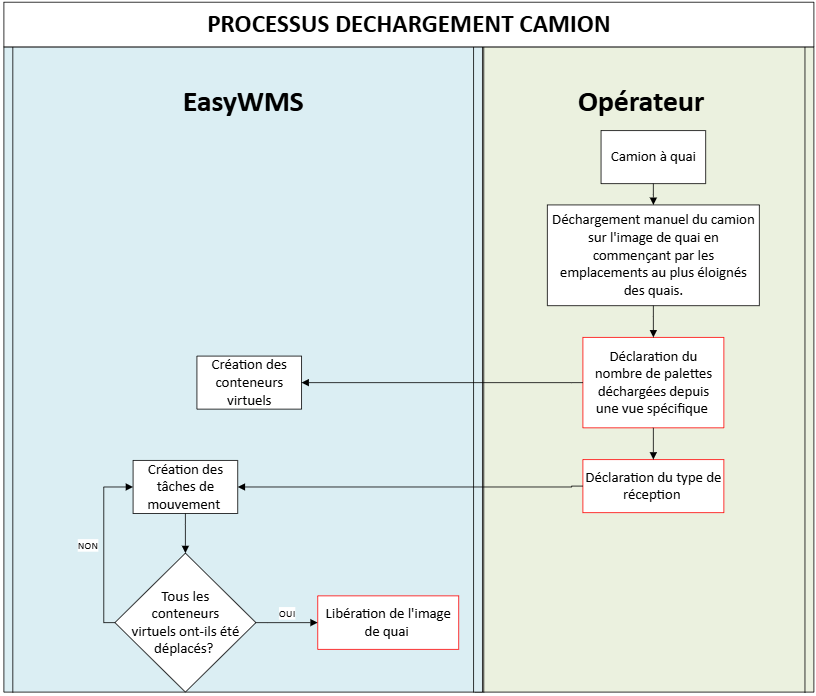 PROCESSUS DECHARGEMENT CAMION
EasyWMS
Opérateur
Camion à quai
Déchargement manuel du camion
sur l'image de quai en
commençant par les
emplacements au plus éloignés
des quais.
Déclaration du
nombre de palettes
déchargées depuis
une vue spécifique
Création des
conteneurs
virtuels
Déclaration du type de
réception
Création des
tâches de
mouvement
NON
Tous les
conteneurs
virtuels ont-ils été
déplacés?
OUI
Libération de l'image
de quai